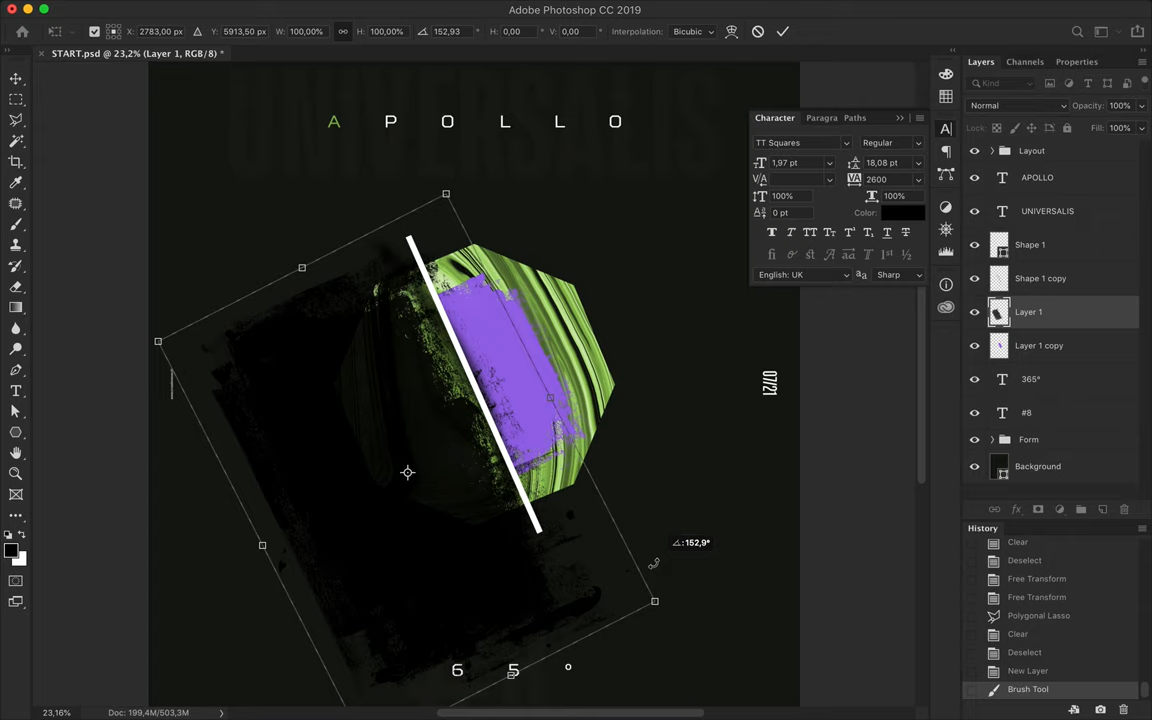 Adobe Photoshop CC 2019
X: 2783,00 px Y: 5913,50 px W: 100,00% H: 100,00% 152,93 H: 0,00 V: 0,00 Interpolation: Bicubic
START.psd @ 23,2% (Layer 1, RGB/8) *
UNIVERSALIS
A P O L L O
07/21
152,9°
6 5 °
Character Paragra Paths
TT Squares Regular
1,97 pt 18,08 pt
V/A VA 2600
100% 100%
0 pt Color:
English: UK Sharp
Layers Channels Properties
Kind
Normal Opacity: 100%
Lock: Fill: 100%
Layout
APOLLO
UNIVERSALIS
Shape 1
Shape 1 copy
Layer 1
Layer 1 copy
365°
#8
Form
Background
History
Clear
Deselect
Free Transform
Free Transform
Polygonal Lasso
Clear
Deselect
New Layer
Brush Tool
23,16% Doc: 199,4M/503,3M